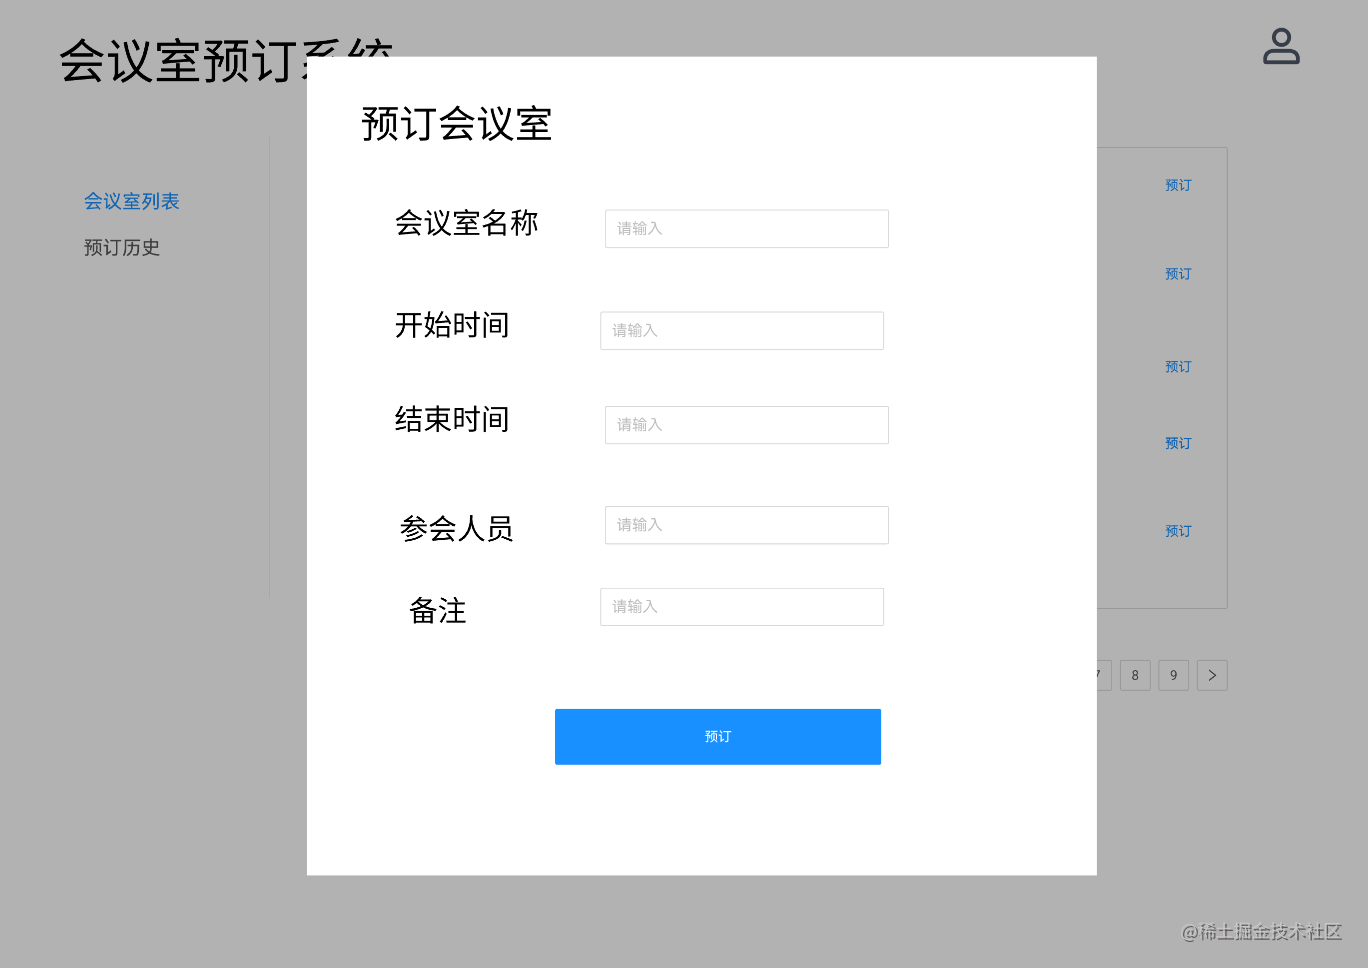 会议室预订系统
预订会议室
会议室列表
预订历史
会议室名称
请输入
开始时间
请输入
结束时间
请输入
参会人员
请输入
备注
请输入
预订
预订
预订
预订
预订
预订
7 8 9 >
@稀土掘金技术社区